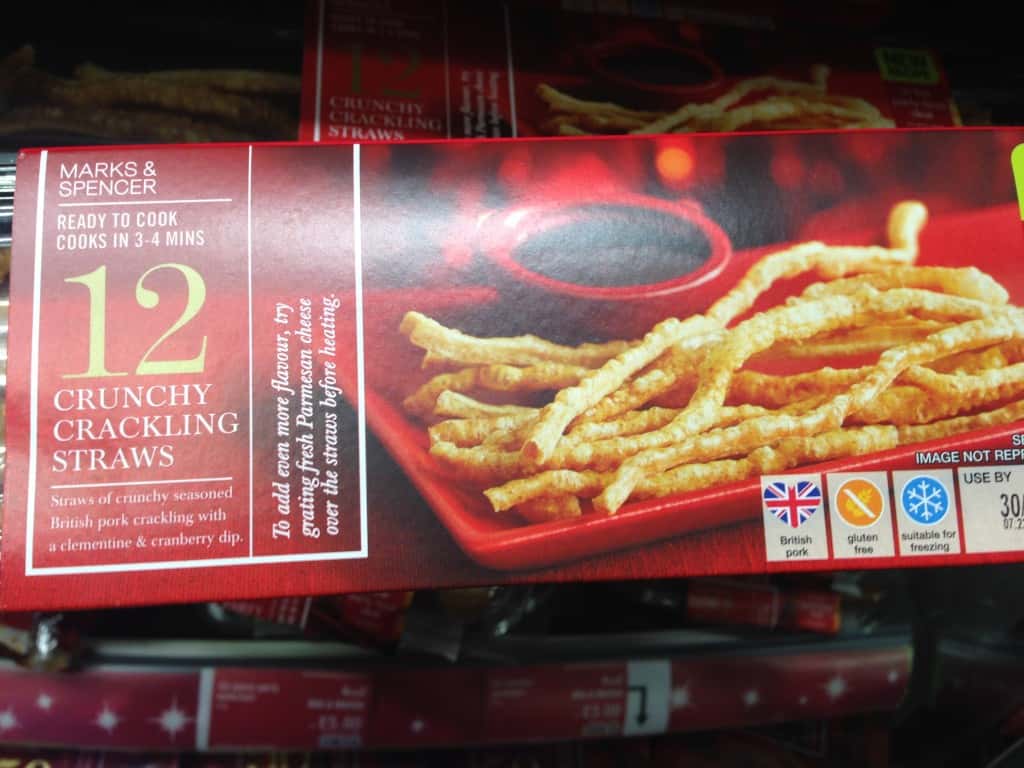 12
CRUNCHY
CRACKLING
STRAWS
MARKS &
SPENCER
READY TO COOK
COOKS IN 3-4 MINS
12
CRUNCHY
CRACKLING
STRAWS
Straws of crunchy seasoned
British pork crackling with
a clementine & cranberry dip.
To add even more flavour, try
grating fresh Parmesan cheese
over the straws before heating.
IMAGE NOT
British
pork
gluten
free
suitable for
freezing
USE BY